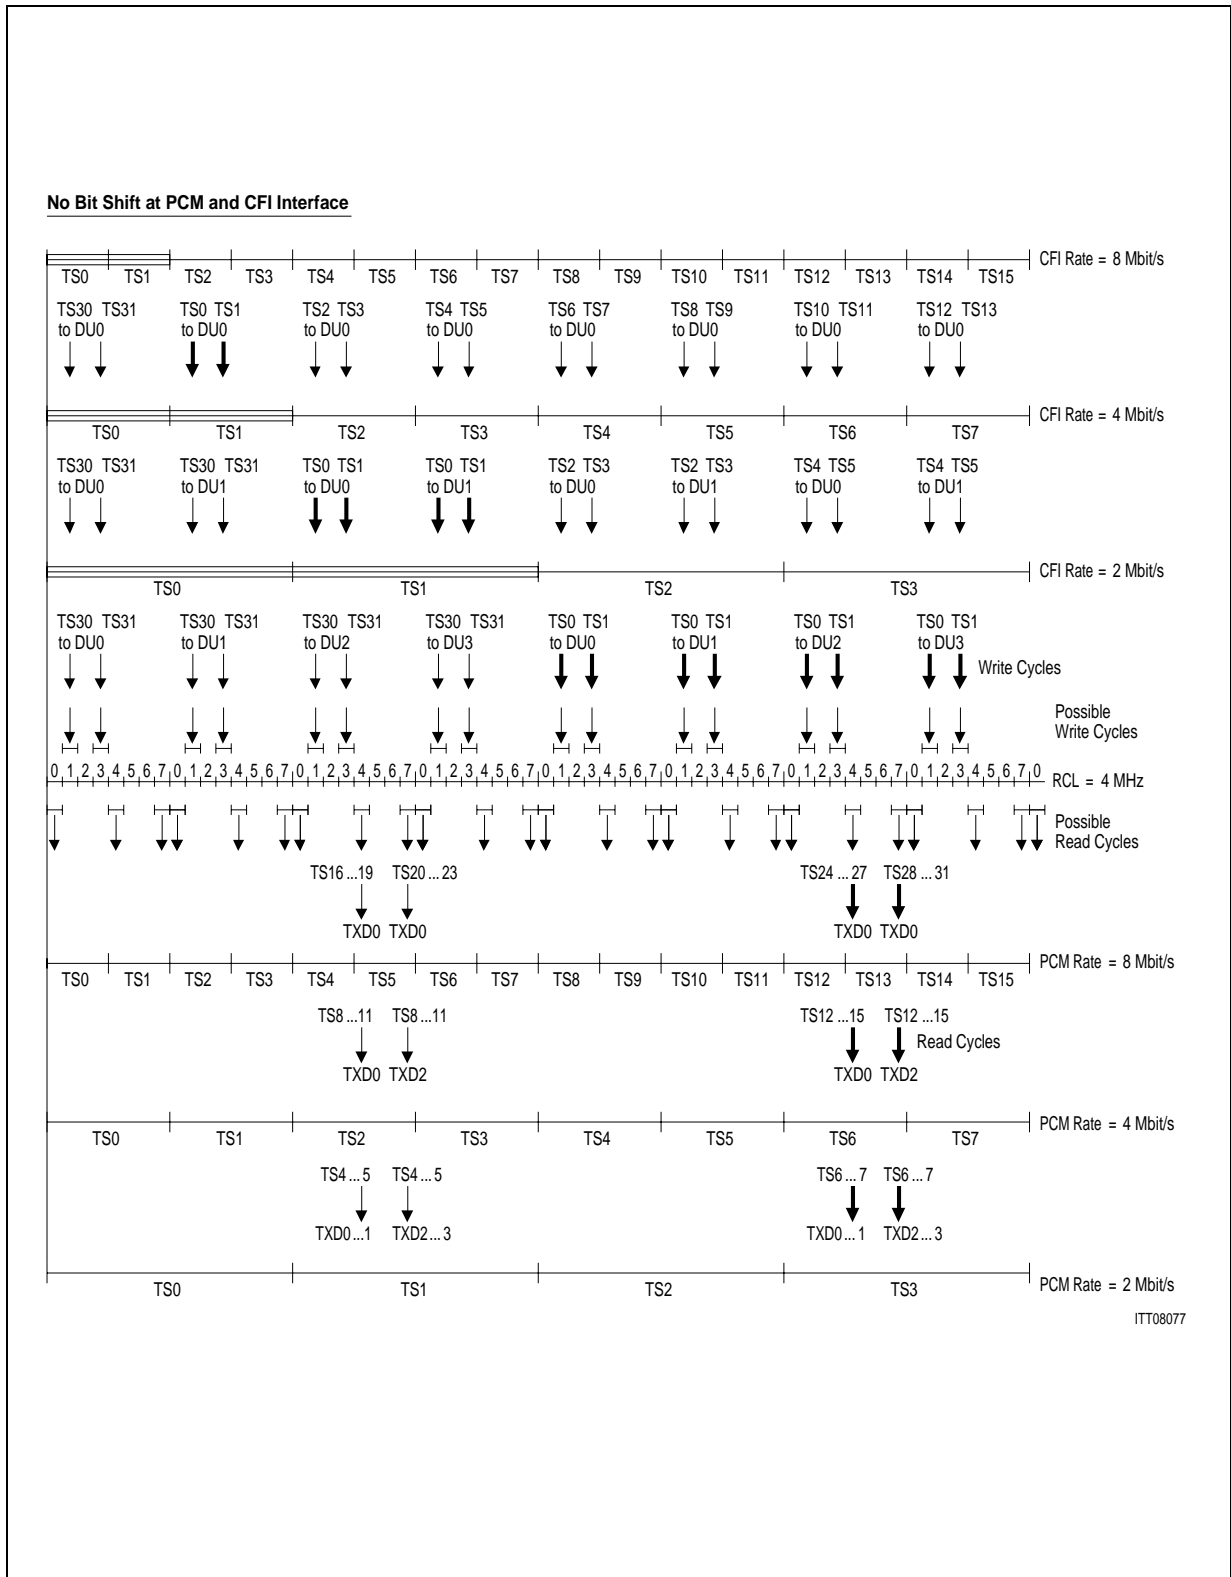 No Bit Shift at PCM and CFI Interface
CFI Rate = 8 Mbit/s
TS0 TS1 TS2 TS3 TS4 TS5 TS6 TS7 TS8 TS9 TS10 TS11 TS12 TS13 TS14 TS15
TS30 TS31 TS0 TS1 TS2 TS3 TS4 TS5 TS6 TS7 TS8 TS9 TS10 TS11 TS12 TS13
to DU0 to DU0 to DU0 to DU0 to DU0 to DU0 to DU0 to DU0
CFI Rate = 4 Mbit/s
TS0 TS1 TS2 TS3 TS4 TS5 TS6 TS7
TS30 TS31 TS30 TS31 TS0 TS1 TS0 TS1 TS2 TS3 TS2 TS3 TS4 TS5 TS4 TS5
to DU0 to DU1 to DU0 to DU1 to DU0 to DU1 to DU0 to DU1
CFI Rate = 2 Mbit/s
TS0 TS1 TS2 TS3
TS30 TS31 TS30 TS31 TS30 TS31 TS30 TS31 TS0 TS1 TS0 TS1 TS0 TS1 TS0 TS1
to DU0 to DU1 to DU2 to DU3 to DU0 to DU1 to DU2 to DU3
Write Cycles
Possible
Write Cycles
0 1 2 3 4 5 6 7 0 1 2 3 4 5 6 7 0 1 2 3 4 5 6 7 0 1 2 3 4 5 6 7 0 1 2 3 4 5 6 7 0 1 2 3 4 5 6 7 0 1 2 3 4 5 6 7 0 1 2 3 4 5 6 7 0 RCL = 4 MHz
Possible
Read Cycles
TS16 ... 19 TS20 ... 23 TS24 ... 27 TS28 ... 31
TXD0 TXD0 TXD0 TXD0
PCM Rate = 8 Mbit/s
TS0 TS1 TS2 TS3 TS4 TS5 TS6 TS7 TS8 TS9 TS10 TS11 TS12 TS13 TS14 TS15
TS8 ... 11 TS8 ... 11 TS12 ... 15 TS12 ... 15
Read Cycles
TXD0 TXD2 TXD0 TXD2
PCM Rate = 4 Mbit/s
TS0 TS1 TS2 TS3 TS4 TS5 TS6 TS7
TS4 ... 5 TS4 ... 5 TS6 ... 7 TS6 ... 7
TXD0 ... 1 TXD2 ... 3 TXD0 ... 1 TXD2 ... 3
PCM Rate = 2 Mbit/s
TS0 TS1 TS2 TS3
ITT08077